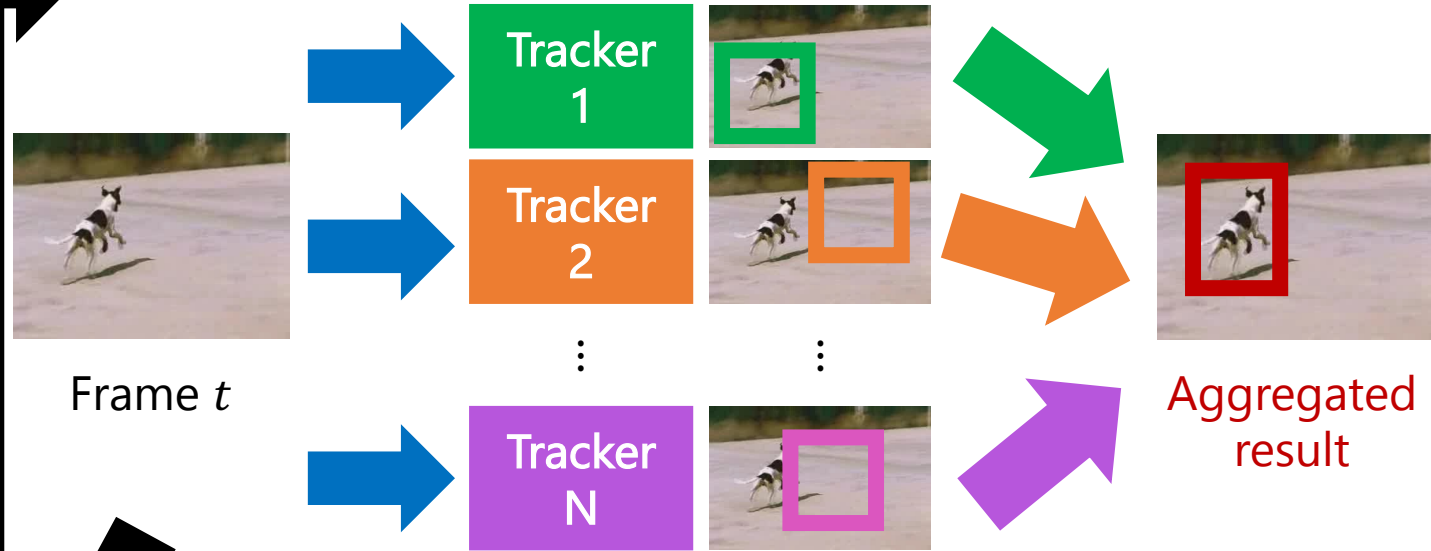 Tracker
1
Tracker
2
⋮
⋮
Frame t
Tracker
N
Aggregated
result